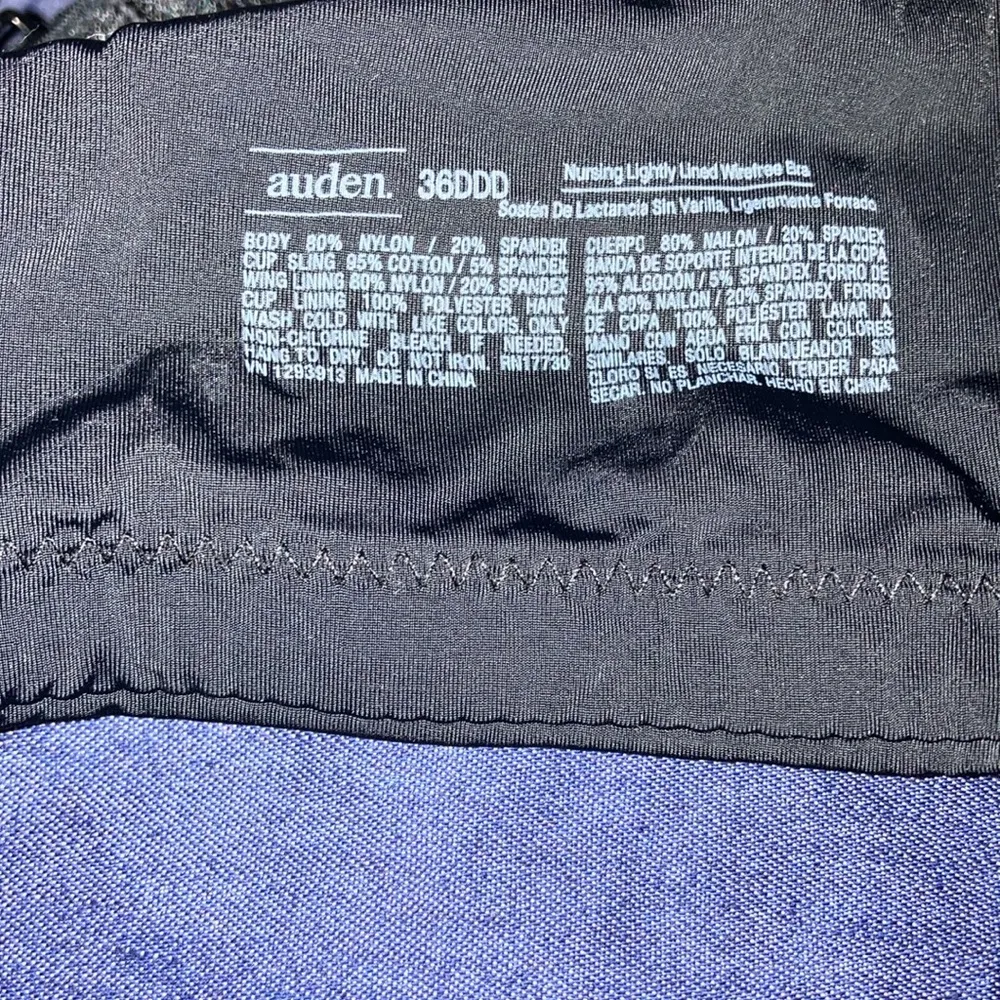 auden. 36DDD
Nursing Lightly Lined Wirefree Bra
Sostén De Lactancia Sin Varilla, Ligeramente Forrado
BODY 80% NYLON / 20% SPANDEX
CUP SLING 95% COTTON / 5% SPANDEX
WING LINING 80% NYLON / 20% SPANDEX
CUP LINING 100% POLYESTER HAND
WASH COLD WITH LIKE COLORS. ONLY
NON-CHLORINE BLEACH IF NEEDED.
HANG TO DRY. DO NOT IRON. RN17730
VN 1293913 MADE IN CHINA
CUERPO 80% NAILON / 20% SPANDEX
BANDA DE SOPORTE INTERIOR DE LA COPA
95% ALGODÓN / 5% SPANDEX FORRO DE
ALA 80% NAILON / 20% SPANDEX FORRO
DE COPA 100% POLIÉSTER LAVAR A
MANO CON AGUA FRÍA CON COLORES
SIMILARES SOLO BLANQUEADOR SIN
CLORO SI ES NECESARIO. TENDER PARA
SECAR. NO PLANCHAR. HECHO EN CHINA